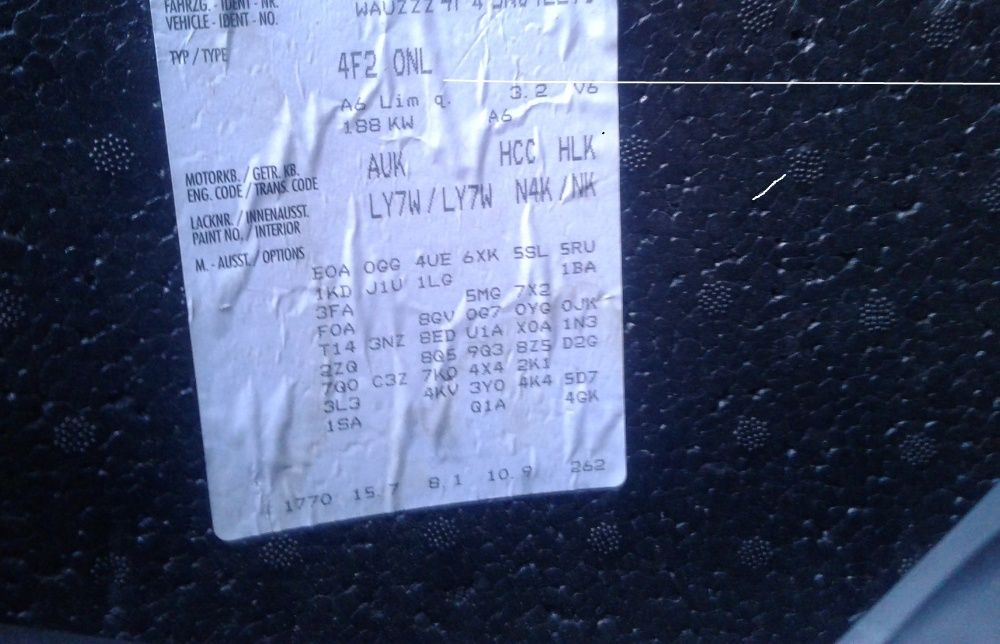 FAHRZG. - IDENT - NR.
VEHICLE - IDENT - NO.
TYP / TYPE 4F2 0NL
A6 Lim q. 3.2 V6
188 KW A6
MOTORKB. / GETR. KB.
ENG. CODE / TRANS. CODE AUK HCC HLK
LACKNR. / INNENAUSST.
PAINT NO. / INTERIOR LY7W / LY7W N4K / NK
M. - AUSST. / OPTIONS
E0A 0GG 4UE 6XK 5SL 5RU
1KD J1U 1LG 1BA
3FA 5MG 7X2
F0A 8GV 0G7 0YG 0JK
T14 3NZ 8ED U1A X0A 1N3
2ZQ 8Q5 9Q3 8Z5 D2G
7Q0 C3Z 7K0 4X4 2K1
3L3 4KV 3Y0 4K4 5D7
1SA Q1A 4GK
1770 15.7 8.1 10.9 262